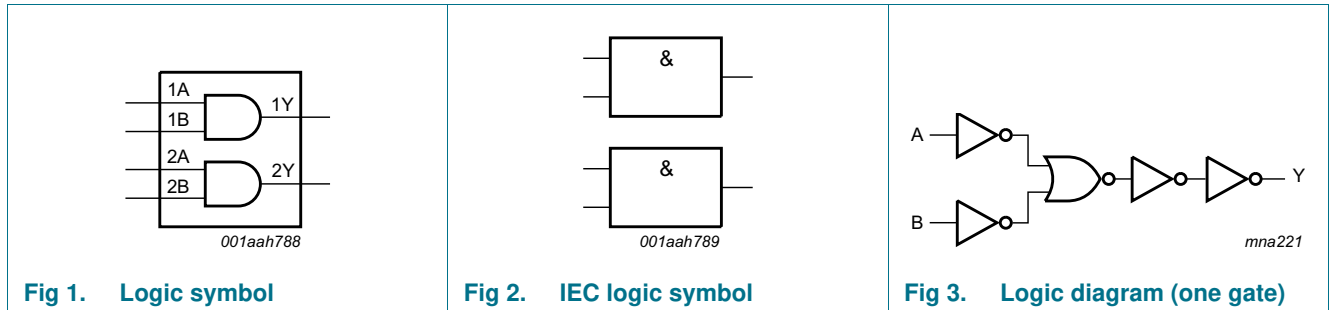 1A
1Y
1B
2A
2Y
2B
001aah788
Fig 1. Logic symbol
&
&
001aah789
Fig 2. IEC logic symbol
A
Y
B
mna221
Fig 3. Logic diagram (one gate)